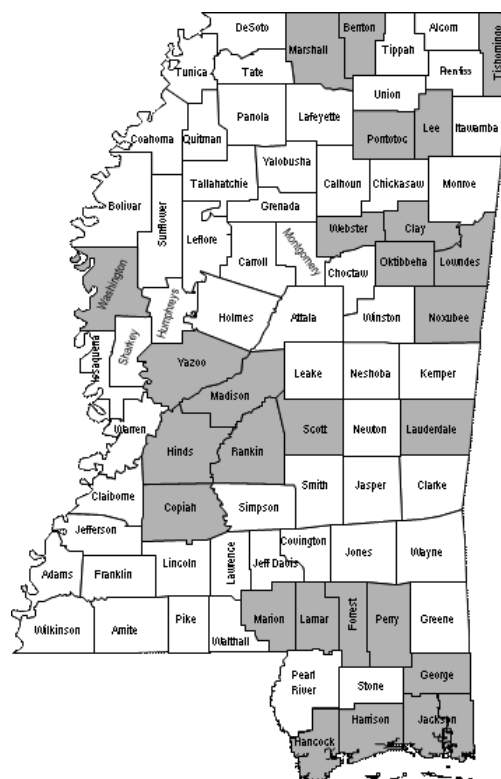 DeSoto
Marshall
Benton
Tippah
Alcorn
Tishomingo
Tunica
Tate
Renfiss
Union
Panola
Lafeyette
Pontotoc
Lee
Itawamba
Coahoma
Quitman
Yalobusha
Tallahatchie
Calhoun
Chickasaw
Monroe
Bolivar
Sunflower
Leflore
Grenada
Webster
Clay
Carroll
Montgomery
Choctaw
Oktibbeha
Lowndes
Washington
Humphreys
Holmes
Attala
Winston
Noxubee
Issaquena
Sharkey
Yazoo
Madison
Leake
Neshoba
Kemper
Warren
Hinds
Rankin
Scott
Newton
Lauderdale
Claiborne
Copiah
Simpson
Smith
Jasper
Clarke
Jefferson
Lincoln
Lawrence
Jeff Davis
Covington
Jones
Wayne
Adams
Franklin
Wilkinson
Amite
Pike
Walthall
Marion
Lamar
Forrest
Perry
Greene
Pearl
River
Stone
George
Hancock
Harrison
Jackson